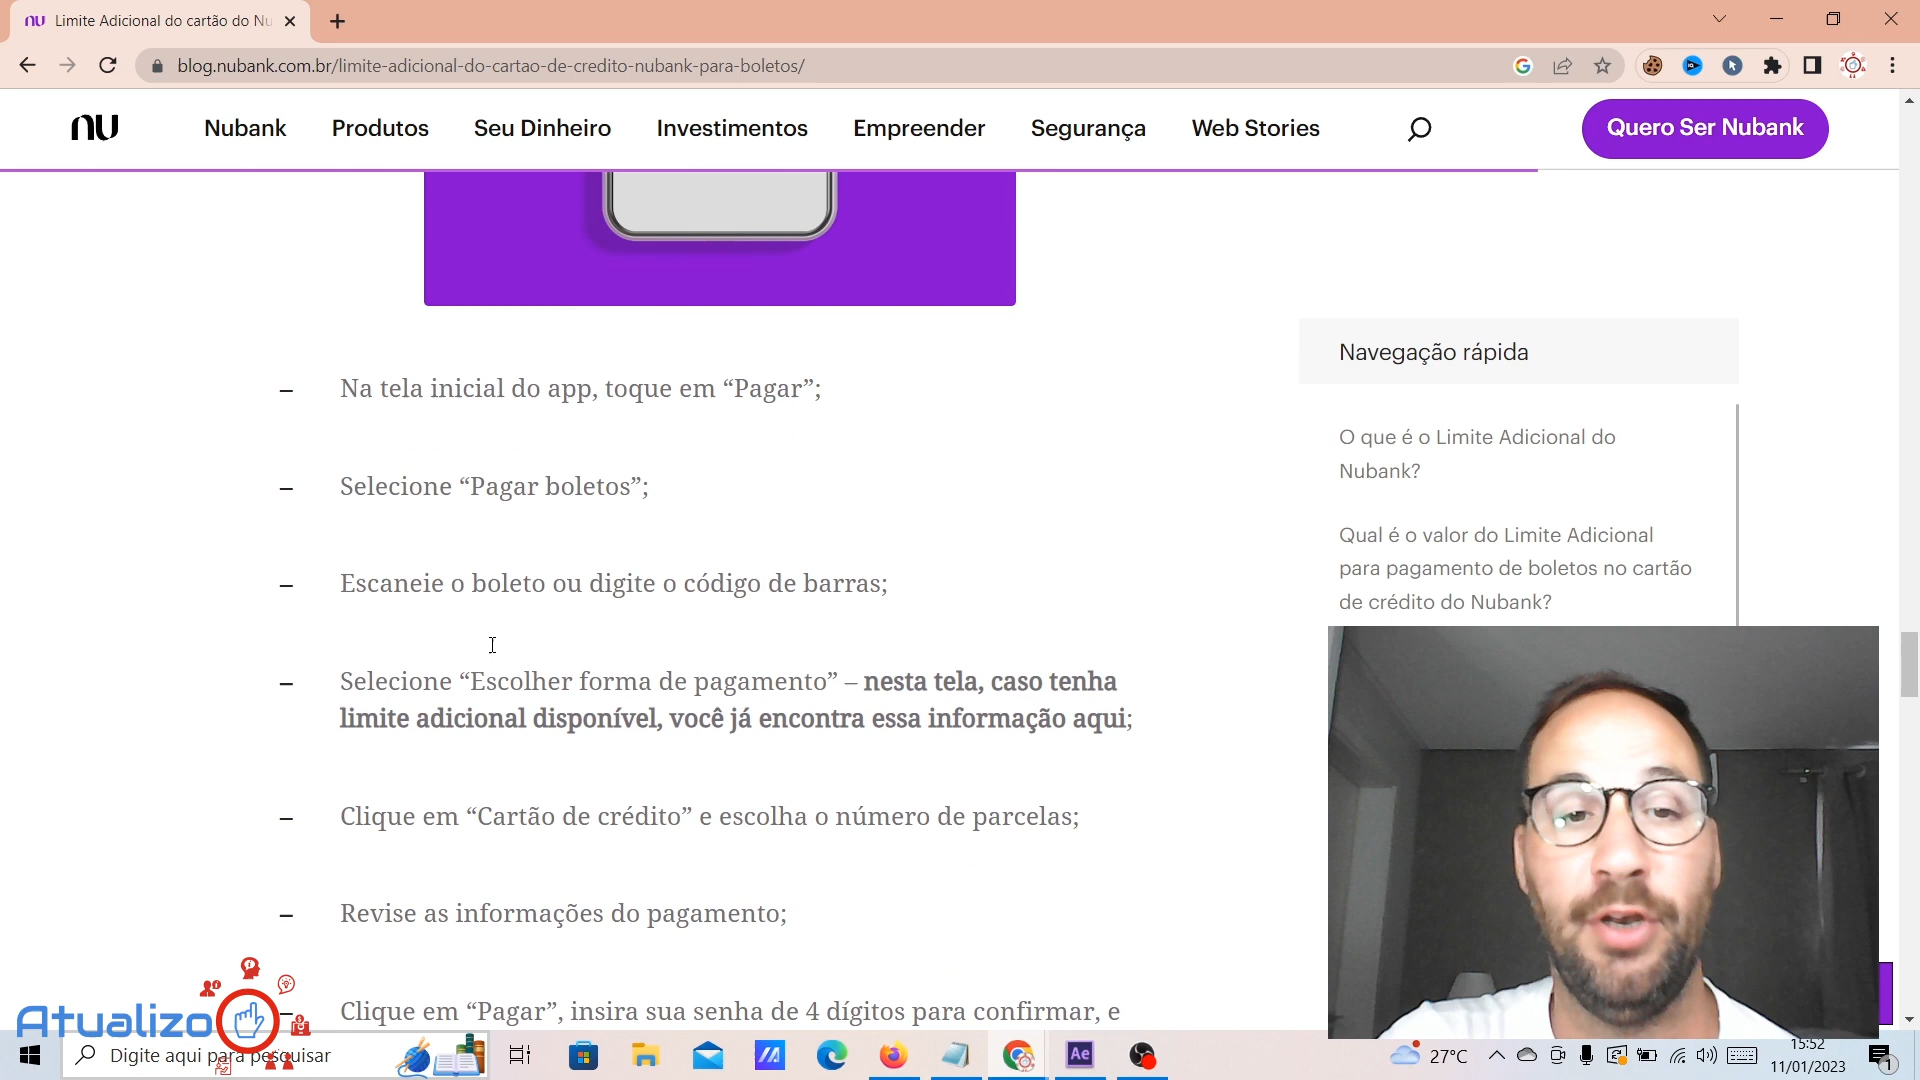 nu Limite Adicional do cartão do Nu
blog.nubank.com.br/limite-adicional-do-cartao-de-credito-nubank-para-boletos/
nu Nubank Produtos Seu Dinheiro Investimentos Empreender Segurança Web Stories Quero Ser Nubank
– Na tela inicial do app, toque em “Pagar”;
– Selecione “Pagar boletos”;
– Escaneie o boleto ou digite o código de barras;
– Selecione “Escolher forma de pagamento” – nesta tela, caso tenha
limite adicional disponível, você já encontra essa informação aqui;
– Clique em “Cartão de crédito” e escolha o número de parcelas;
– Revise as informações do pagamento;
– Clique em “Pagar”, insira sua senha de 4 dígitos para confirmar, e
Navegação rápida
O que é o Limite Adicional do
Nubank?
Qual é o valor do Limite Adicional
para pagamento de boletos no cartão
de crédito do Nubank?
Atualizo
Digite aqui para pesquisar
Ae
27°C
15:52
11/01/2023
1